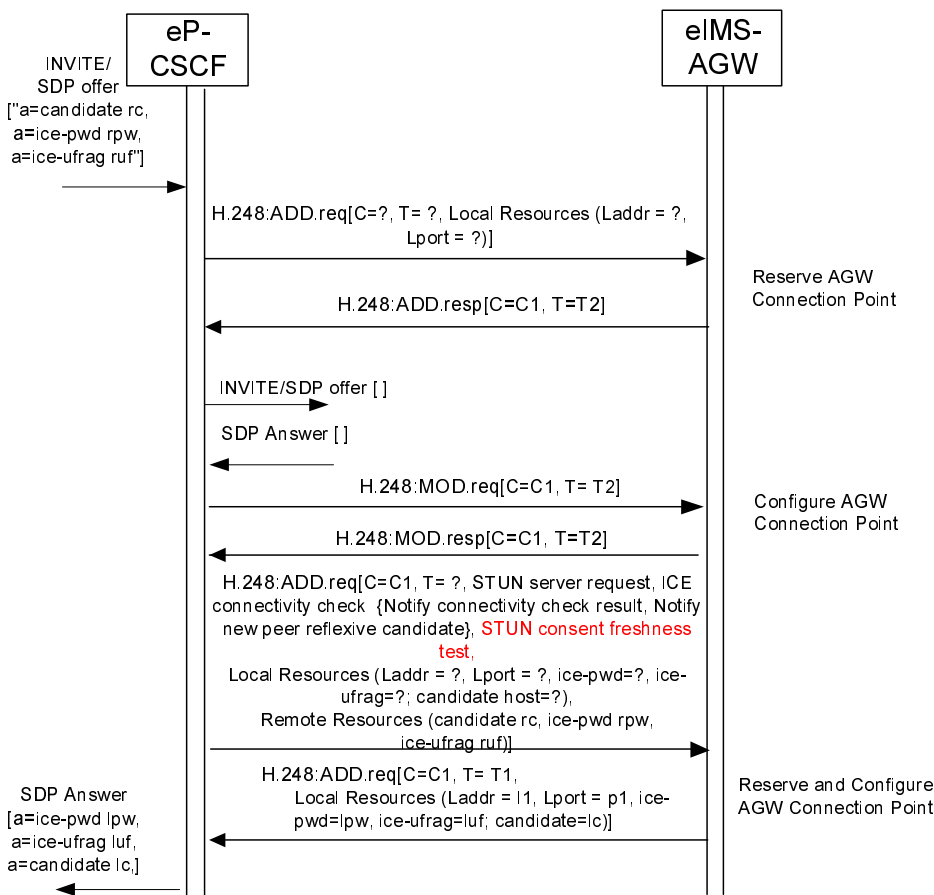 eP-
CSCF
eIMS-
AGW
INVITE/
SDP offer
["a=candidate rc,
a=ice-pwd rpw,
a=ice-ufrag ruf"]
H.248:ADD.req[C=?, T= ?, Local Resources (Laddr = ?,
Lport = ?)]
Reserve AGW
Connection Point
H.248:ADD.resp[C=C1, T=T2]
INVITE/SDP offer [ ]
SDP Answer [ ]
H.248:MOD.req[C=C1, T= T2]
Configure AGW
Connection Point
H.248:MOD.resp[C=C1, T=T2]
H.248:ADD.req[C=C1, T= ?, STUN server request, ICE
connectivity check {Notify connectivity check result, Notify
new peer reflexive candidate}, STUN consent freshness
test,
Local Resources (Laddr = ?, Lport = ?, ice-pwd=?, ice-
ufrag=?; candidate host=?),
Remote Resources (candidate rc, ice-pwd rpw,
ice-ufrag ruf)]
H.248:ADD.req[C=C1, T= T1,
Local Resources (Laddr = l1, Lport = p1, ice-
pwd=lpw, ice-ufrag=luf; candidate=lc)]
Reserve and Configure
AGW Connection Point
SDP Answer
[a=ice-pwd lpw,
a=ice-ufrag luf,
a=candidate lc,]